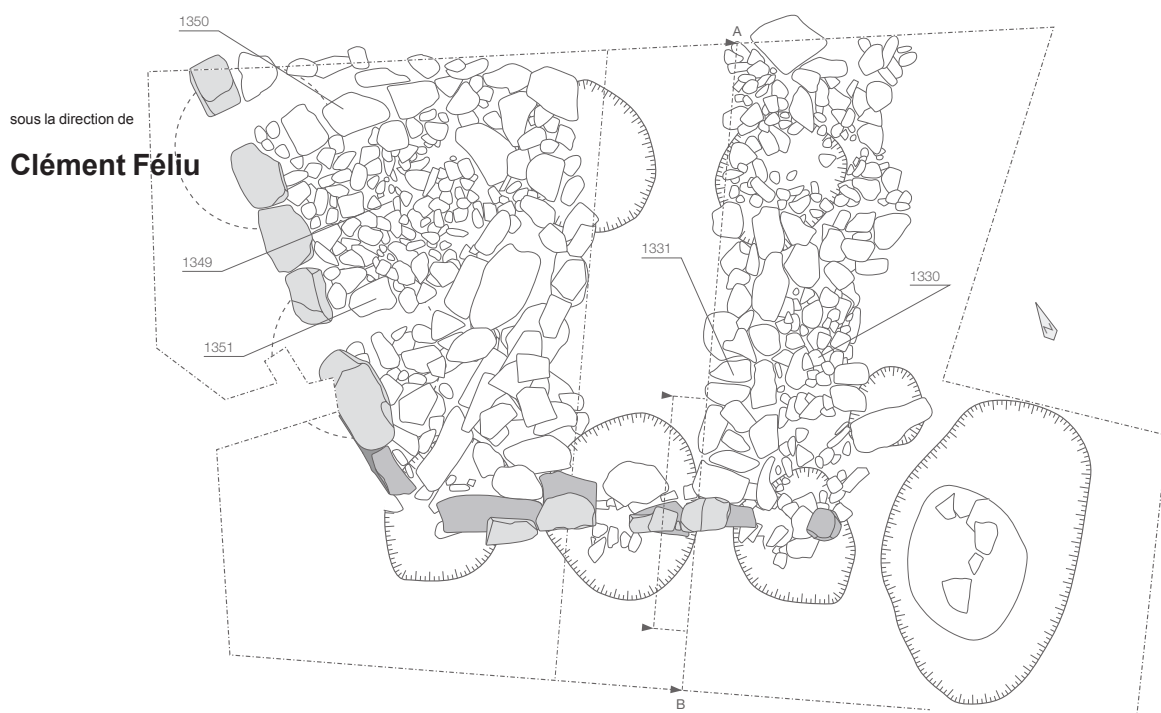 1350
A
sous la direction de
Clément Féliu
1349
1331
1330
N
1351
B